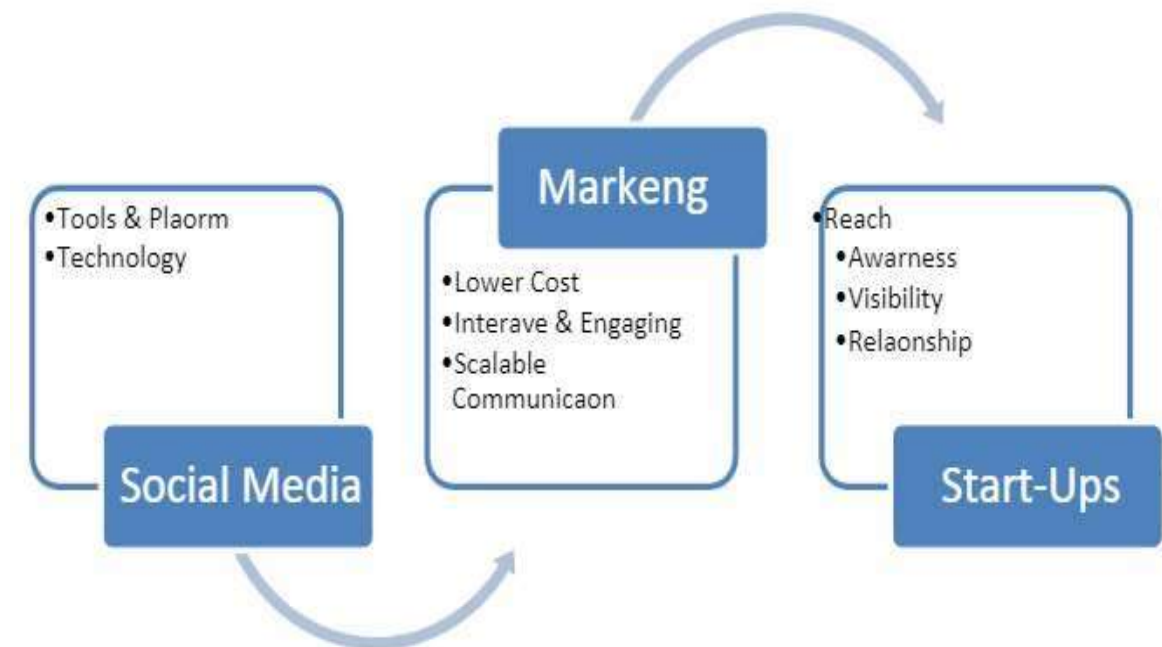 •Tools & Plaorm
•Technology
Social Media
Markeng
•Lower Cost
•Interave & Engaging
•Scalable
Communicaon
•Reach
•Awarness
•Visibility
•Relaonship
Start-Ups